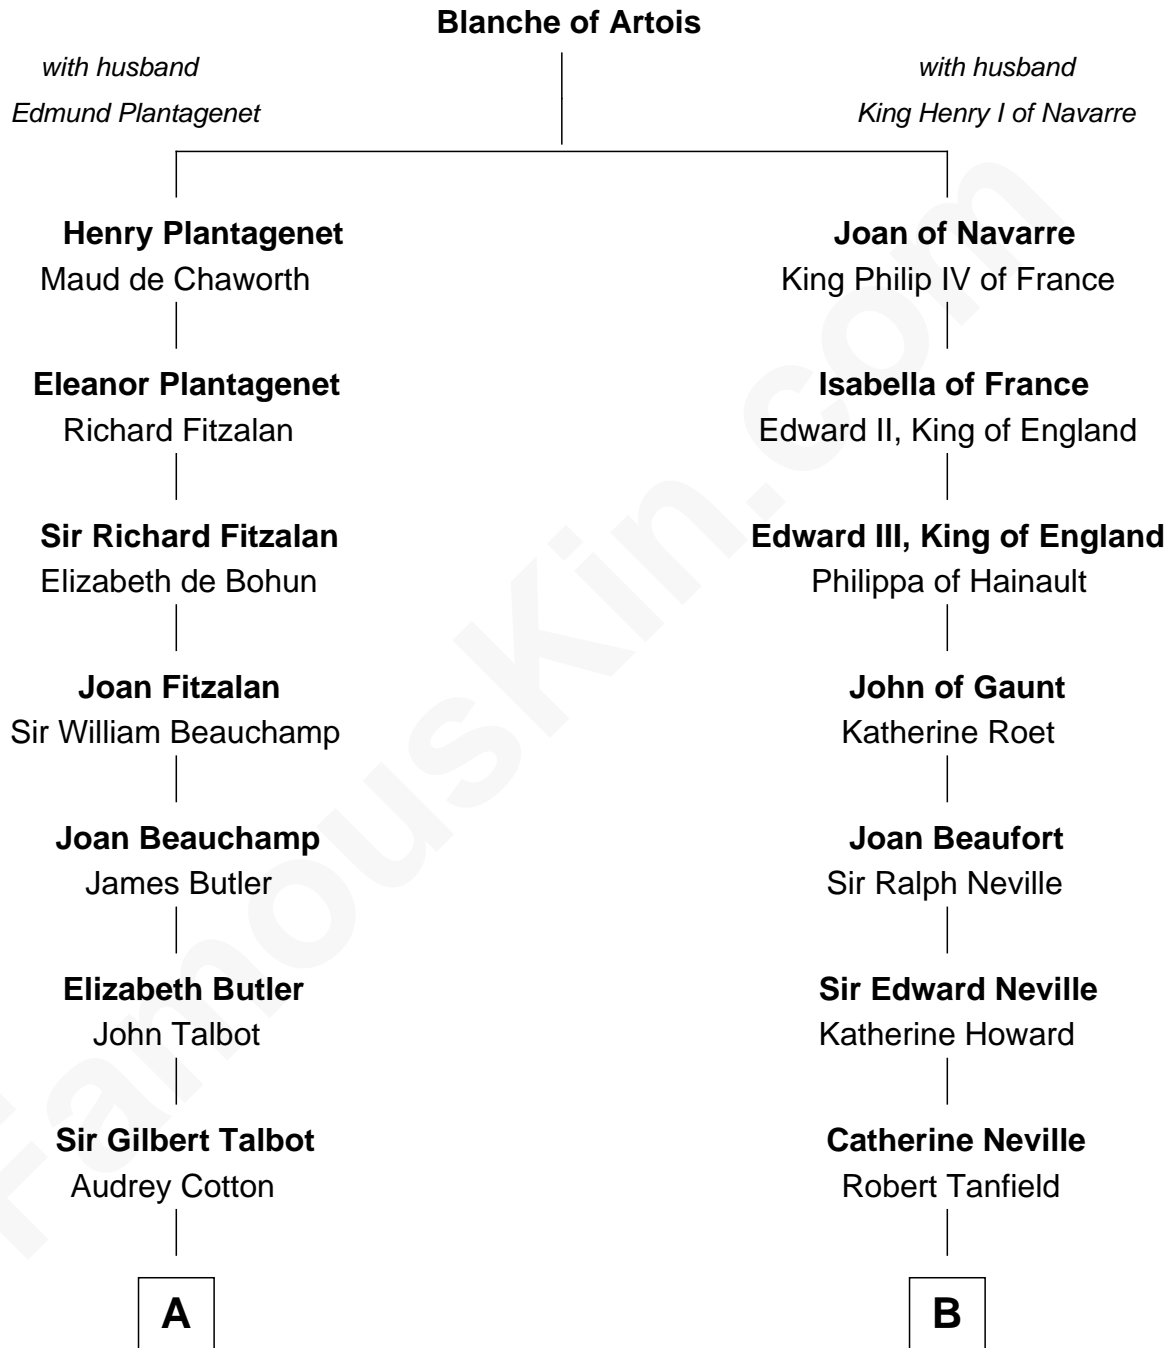 Blanche of Artois
with husband
Edmund Plantagenet
with husband
King Henry I of Navarre
Henry Plantagenet
Maud de Chaworth
Joan of Navarre
King Philip IV of France
Eleanor Plantagenet
Richard Fitzalan
Isabella of France
Edward II, King of England
Sir Richard Fitzalan
Elizabeth de Bohun
Edward III, King of England
Philippa of Hainault
Joan Fitzalan
Sir William Beauchamp
John of Gaunt
Katherine Roet
Joan Beauchamp
James Butler
Joan Beaufort
Sir Ralph Neville
Elizabeth Butler
John Talbot
Sir Edward Neville
Katherine Howard
Sir Gilbert Talbot
Audrey Cotton
Catherine Neville
Robert Tanfield
A
B
FamousKin.com